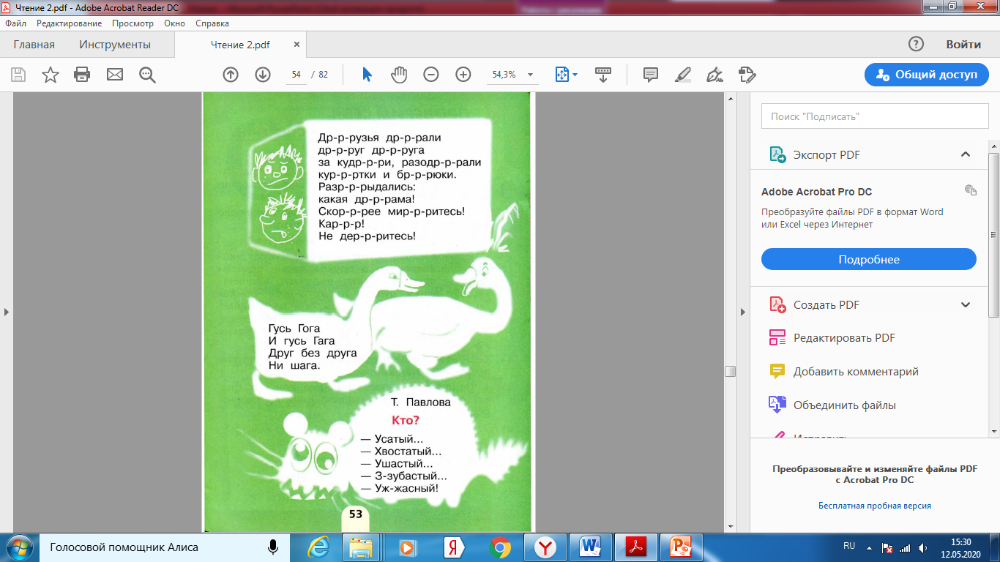 Чтение 2.pdf - Adobe Acrobat Reader DC
Файл Редактирование Просмотр Окно Справка
Главная Инструменты Чтение 2.pdf × Войти
54 / 82 54,3% Общий доступ
Др-р-рузья др-р-рали
др-р-руг др-р-руга
за кудр-р-ри, разодр-р-рали
кур-р-ртки и бр-р-рюки.
Разр-р-рыдались:
какая др-р-рама!
Скор-р-рее мир-р-ритесь!
Кар-р-р!
Не дер-р-ритесь!
Гусь Гога
И гусь Гага
Друг без друга
Ни шага.
Т. Павлова
Кто?
— Усатый...
— Хвостатый...
— Ушастый...
— З-зубастый...
— Уж-жасный!
53
Поиск "Подписать"
Экспорт PDF
Adobe Acrobat Pro DC
Преобразуйте файлы PDF в формат Word
или Excel через Интернет
Подробнее
Создать PDF
Редактировать PDF
Добавить комментарий
Объединить файлы
Преобразовывайте и изменяйте файлы PDF
с Acrobat Pro DC
Бесплатная пробная версия
Голосовой помощник Алиса
RU
15:30
12.05.2020